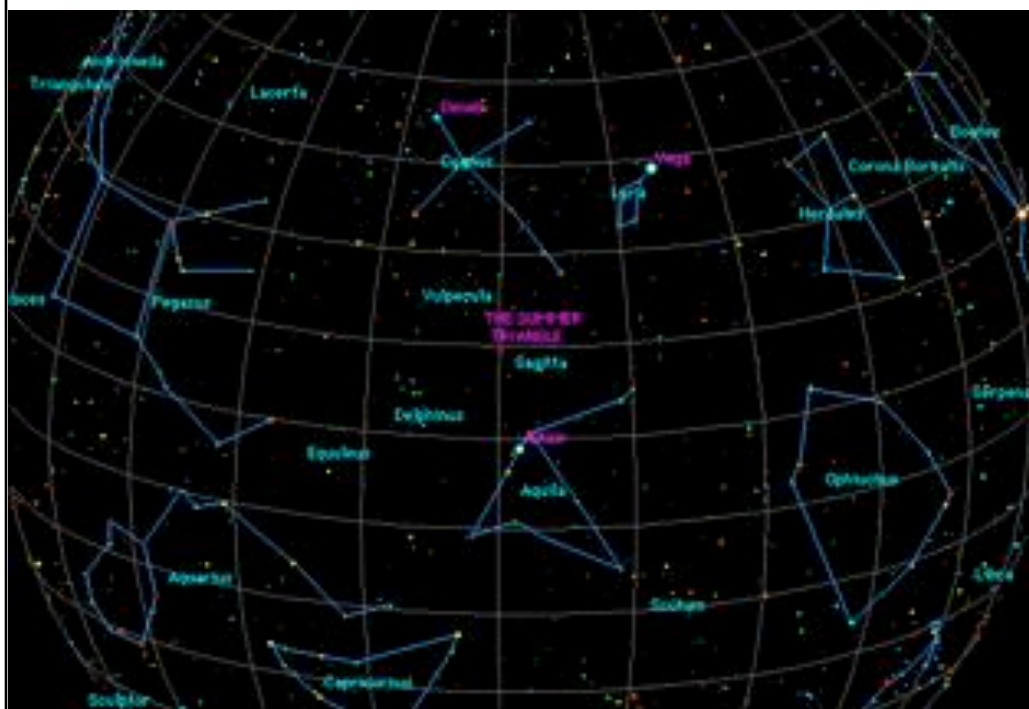 Andromeda
Triangulum
Lacerta
Deneb
Cygnus
Vega
Lyra
Bootes
Corona Borealis
Hercules
Pegasus
Vulpecula
THE SUMMER
TRIANGLE
Sagitta
Delphinus
Serpens
Equuleus
Altair
Aquila
Ophiuchus
Aquarius
Scutum
Libra
Capricornus
Sculptor